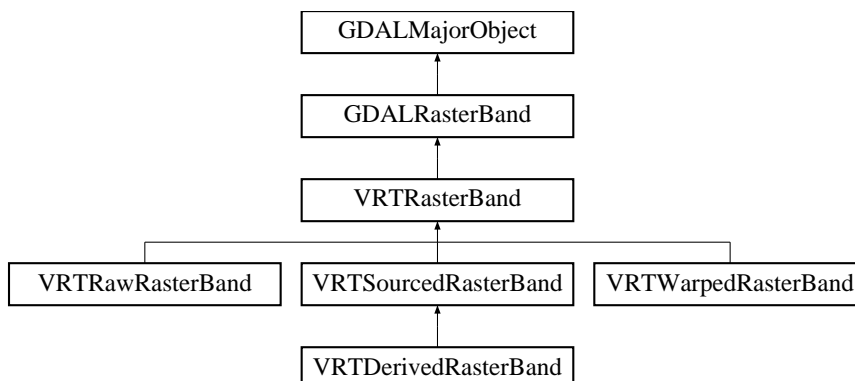 GDALMajorObject
GDALRasterBand
VRTRasterBand
VRTRawRasterBand
VRTSourcedRasterBand
VRTWarpedRasterBand
VRTDerivedRasterBand